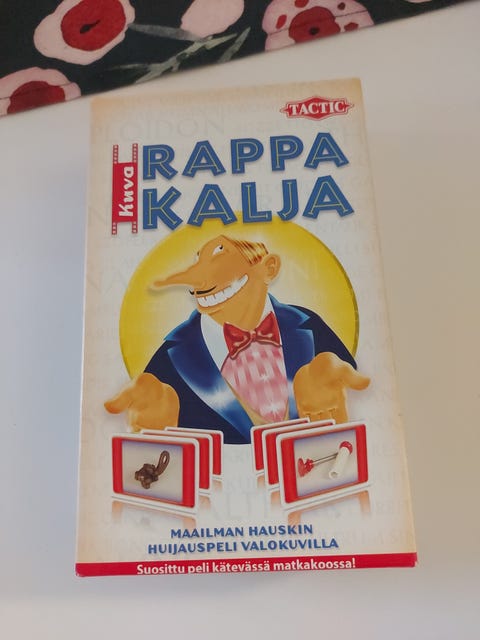 TACTIC
Kuva
RAPPA
KALJA
MAAILMAN HAUSKIN
HUIJAUSPELI VALOKUVILLA
Suosittu peli kätevässä matkakoossa!